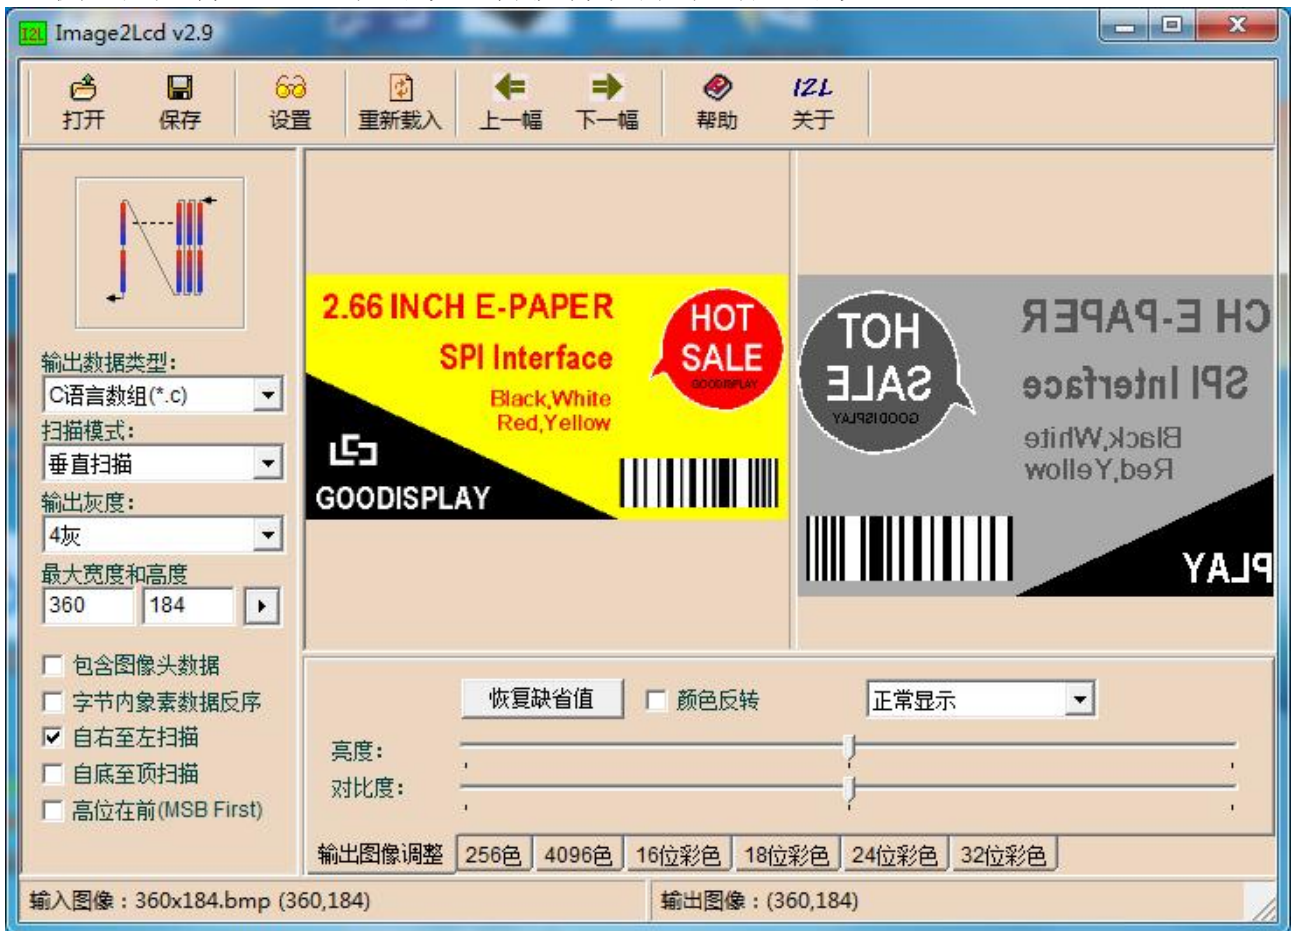 I2L Image2Lcd v2.9
打开 保存 设置 重新载入 上一幅 下一幅 帮助 关于
I2L
输出数据类型:
C语言数组(*.c)
扫描模式:
垂直扫描
输出灰度:
4灰
最大宽度和高度
360 184
包含图像头数据
字节内象素数据反序
自右至左扫描
自底至顶扫描
高位在前(MSB First)
2.66 INCH E-PAPER
SPI Interface
Black,White
Red,Yellow
HOT
SALE
GOODISPLAY
GOODISPLAY
HOT
SALE
GOODISPLAY
CH E-PAPER
SPI Interface
Black,White
Red,Yellow
PLAY
恢复缺省值 颜色反转 正常显示
亮度:
对比度:
输出图像调整 256色 4096色 16位彩色 18位彩色 24位彩色 32位彩色
输入图像:360x184.bmp (360,184) 输出图像:(360,184)